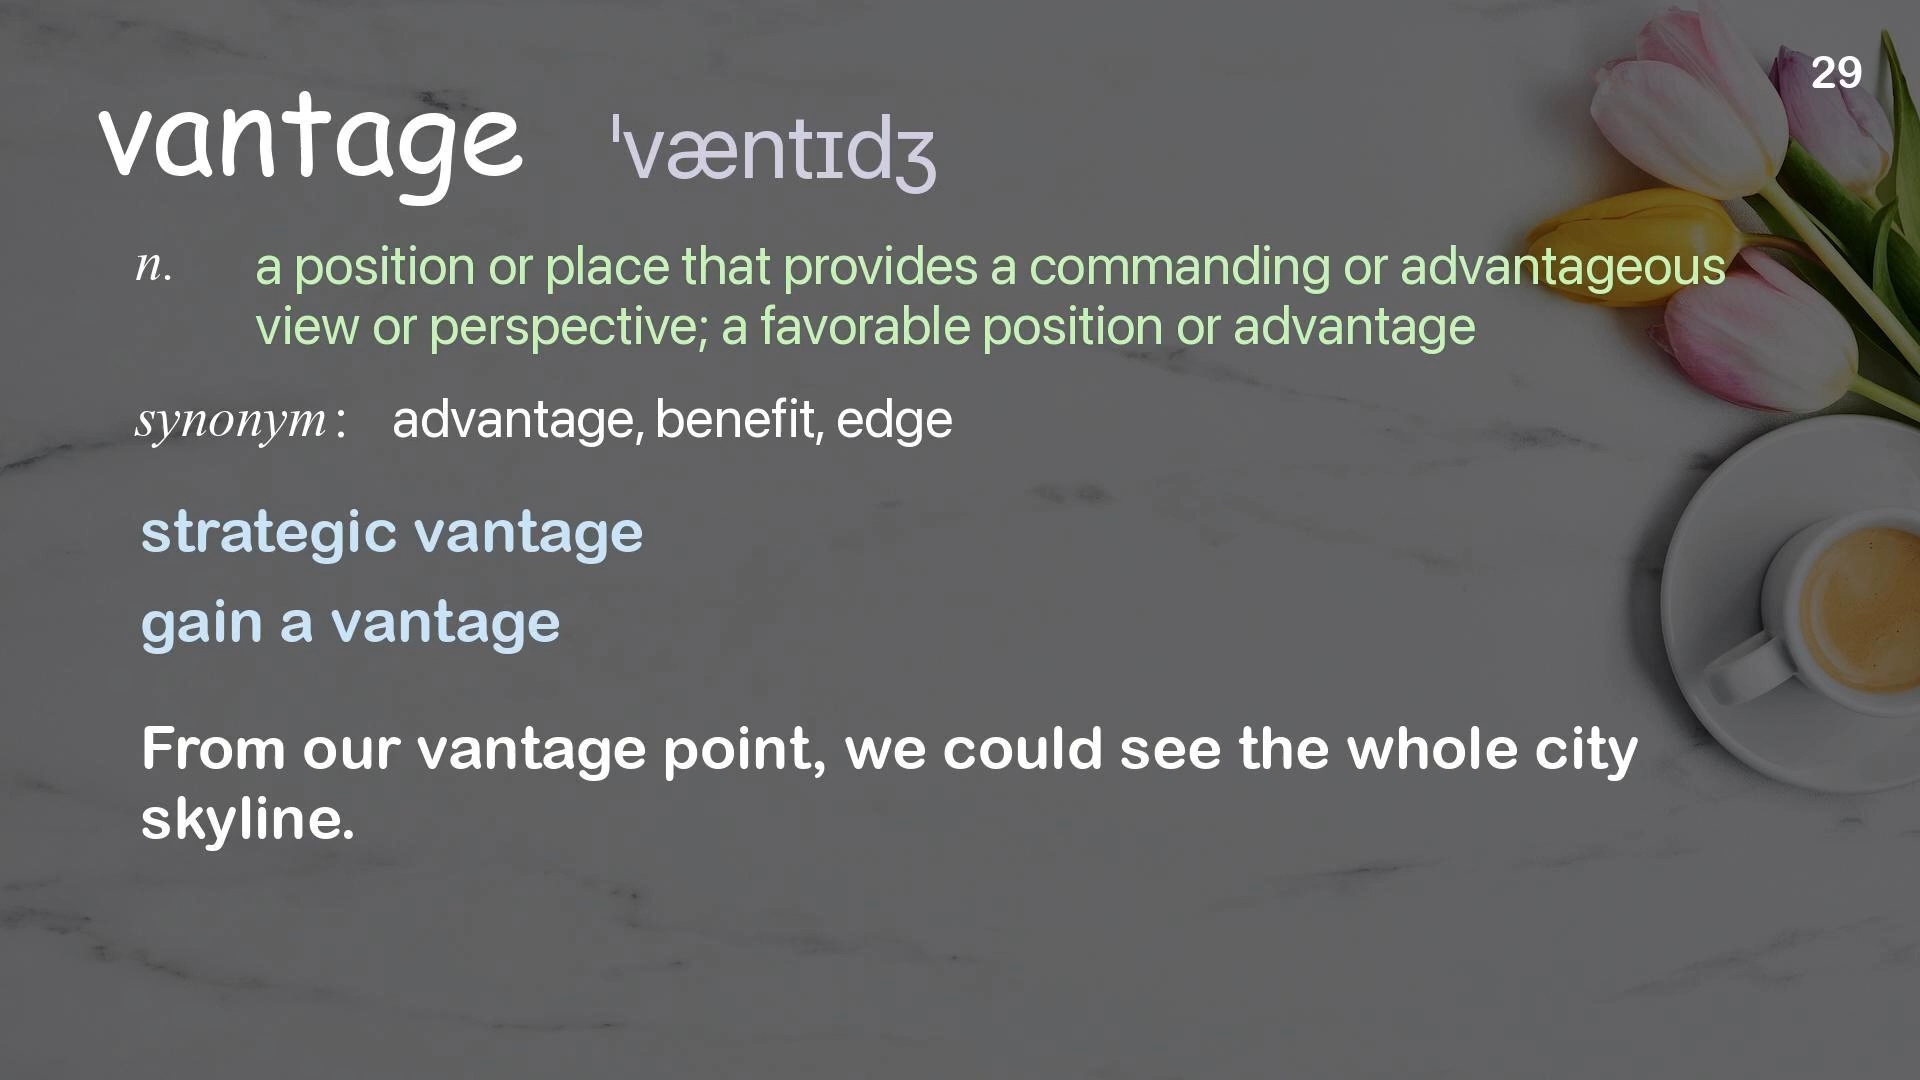 29
vantage ˈvæntɪdʒ
n. a position or place that provides a commanding or advantageous
view or perspective; a favorable position or advantage
synonym: advantage, benefit, edge
strategic vantage
gain a vantage
From our vantage point, we could see the whole city
skyline.